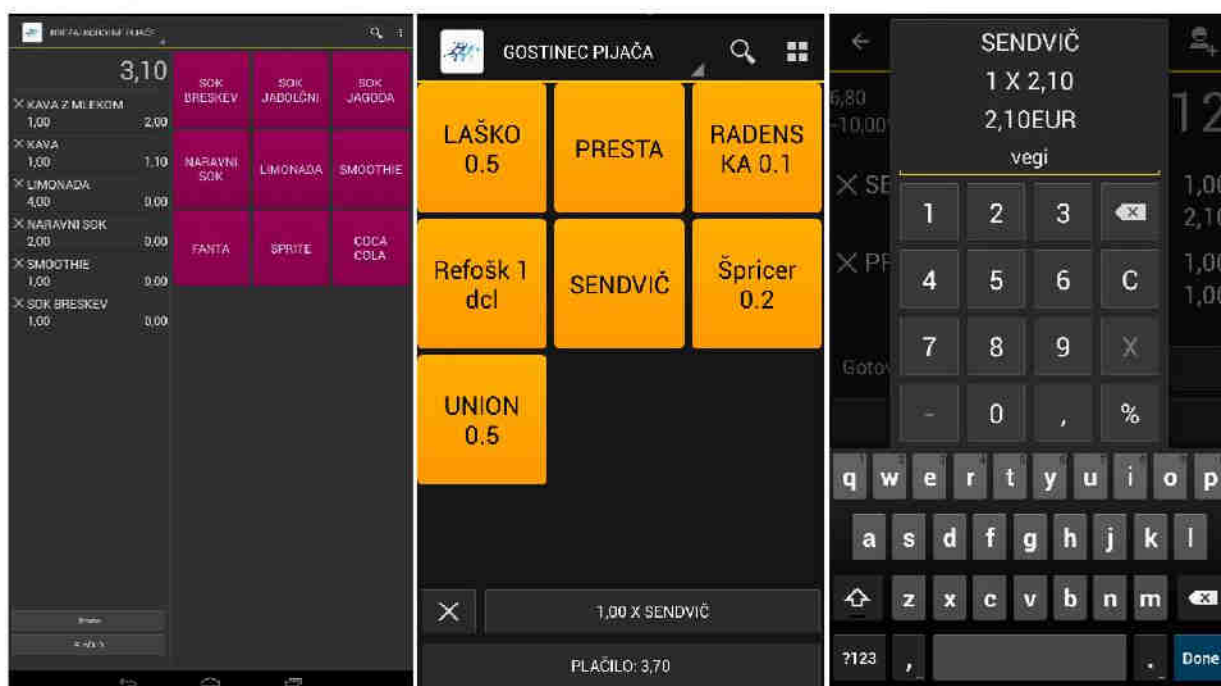 3,10
KAVA Z MLEKOM
1,00 2,00
KAVA
1,00 1,10
LIMONADA
4,00 0,00
NARAVNI SOK
2,00 0,00
SMOOTHIE
1,00 0,00
SOK BRESKEV
1,00 0,00
SOK BRESKEV
SOK JABOLČNI
SOK JAGODA
NARAVNI SOK
LIMONADA
SMOOTHIE
FANTA
SPRITE
COCA COLA
GOSTINEC PIJAČA
LAŠKO 0.5
PRESTA
RADENSKA 0.1
Refošk 1 dcl
SENDVIČ
Špricer 0.2
UNION 0.5
1,00 X SENDVIČ
PLAČILO: 3,70
SENDVIČ
1 X 2,10
2,10EUR
vegi
6,80
-10,00
12
SE
1,00
2,10
PR
1,00
1,00
Gotov
1 2 3
4 5 6 C
7 8 9 X
- 0 , %
q w e r t y u i o p
a s d f g h j k l
z x c v b n m
?123 , . Done